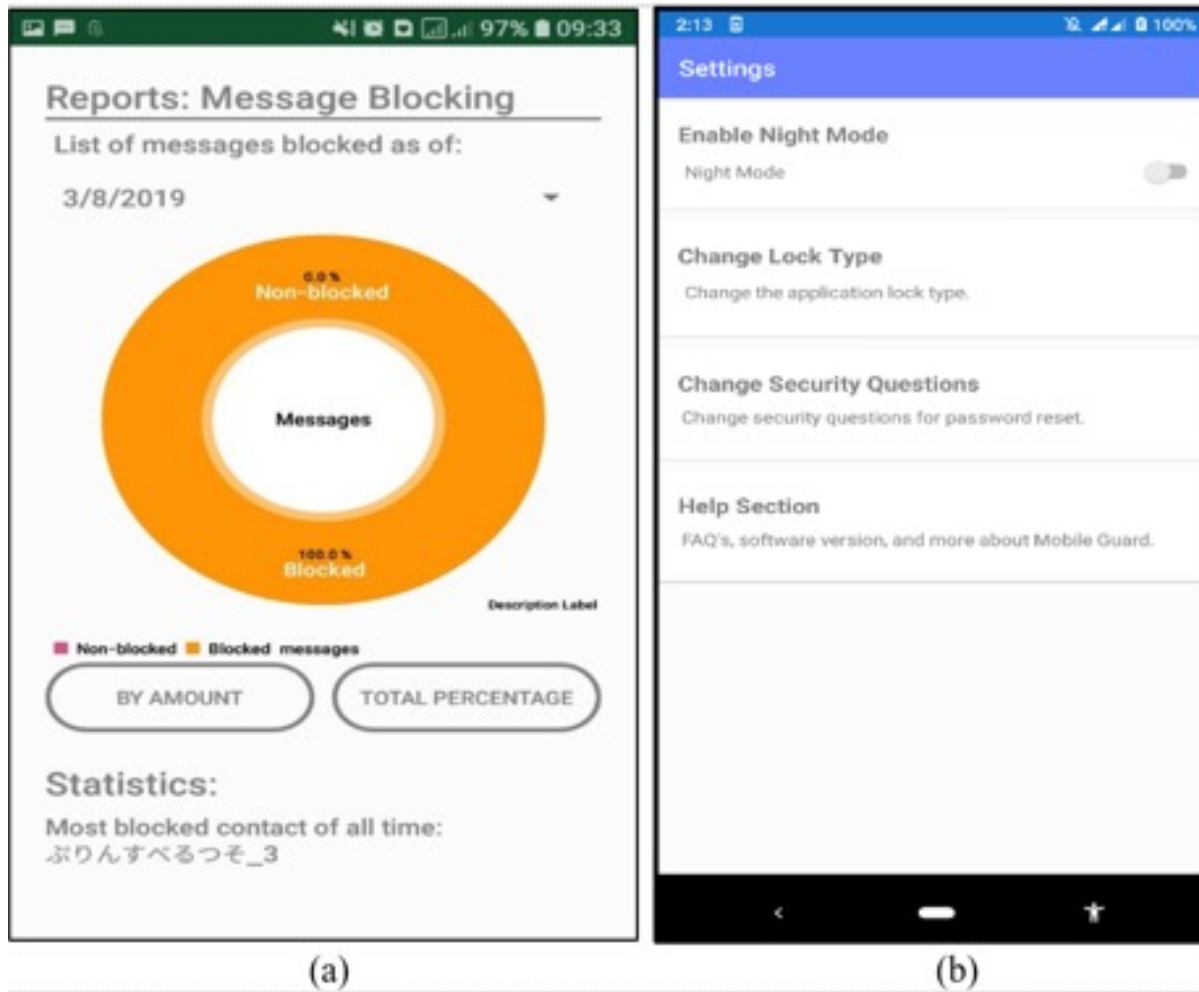 97% 09:33
Reports: Message Blocking
List of messages blocked as of:
3/8/2019
0.0 %
Non-blocked
Messages
100.0 %
Blocked
Description Label
Non-blocked Blocked messages
BY AMOUNT TOTAL PERCENTAGE
Statistics:
Most blocked contact of all time:
ぷりんすべるつそ_3
(a)
2:13 100%
Settings
Enable Night Mode
Night Mode
Change Lock Type
Change the application lock type.
Change Security Questions
Change security questions for password reset.
Help Section
FAQ's, software version, and more about Mobile Guard.
(b)